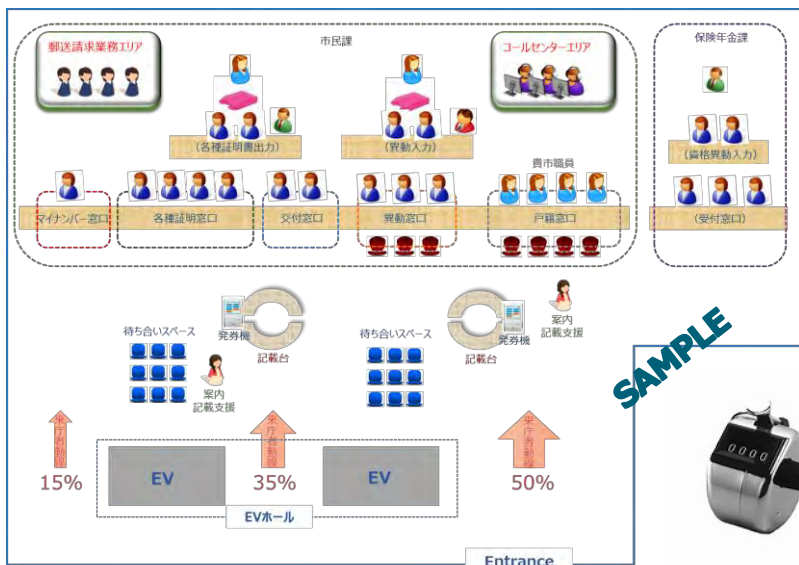 郵送請求業務エリア
市民課
コールセンターエリア
保険年金課
(各種証明書出力)
(異動入力)
貴市職員
(資格異動入力)
マイナンバー窓口
各種証明窓口
交付窓口
異動窓口
戸籍窓口
(受付窓口)
待ち合いスペース
発券機
記載台
案内
記載支援
待ち合いスペース
記載台
発券機
案内
記載支援
SAMPLE
0000
来庁者動線
15%
来庁者動線
35%
来庁者動線
50%
EV
EV
EVホール
Entrance